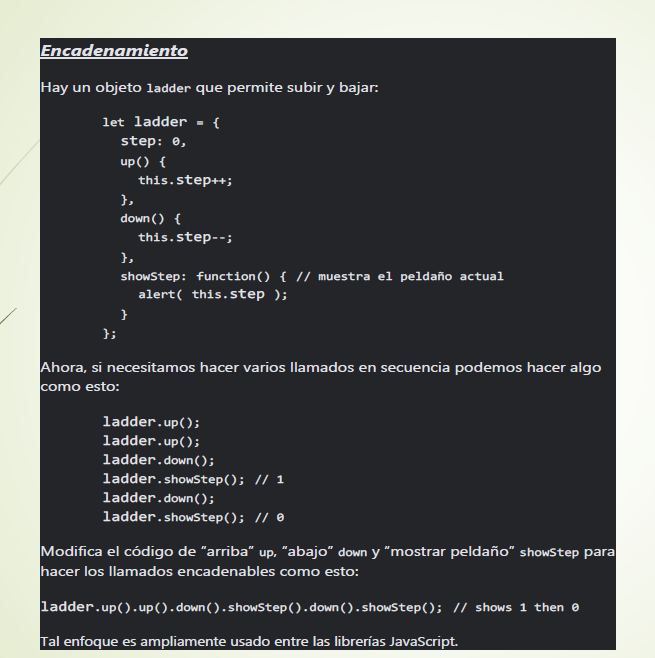 Encadenamiento
Hay un objeto ladder que permite subir y bajar:
let ladder = {
step: 0,
up() {
this.step++;
},
down() {
this.step--;
},
showStep: function() { // muestra el peldaño actual
alert( this.step );
}
};
Ahora, si necesitamos hacer varios llamados en secuencia podemos hacer algo
como esto:
ladder.up();
ladder.up();
ladder.down();
ladder.showStep(); // 1
ladder.down();
ladder.showStep(); // 0
Modifica el código de “arriba” up, “abajo” down y “mostrar peldaño” showStep para
hacer los llamados encadenables como esto:
ladder.up().up().down().showStep().down().showStep(); // shows 1 then 0
Tal enfoque es ampliamente usado entre las librerías JavaScript.